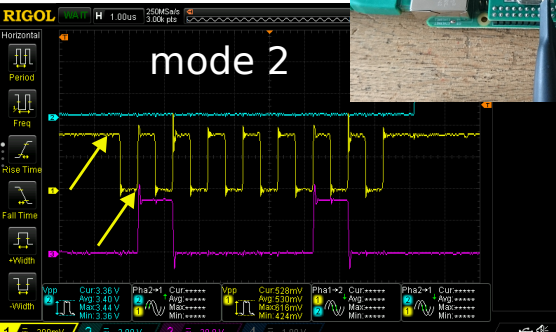 RIGOL WAIT H 1.00us 250MSa/s 3.00k pts
Horizontal
mode 2
Period
Freq
Rise Time
Fall Time
+Width
-Width
Vpp Cur:3.36 V Pha2→1 Cur:***** Vpp Cur:528mV Pha1→2 Cur:***** Pha2→1 Cur:*****
Avg:3.40 V Avg:***** Avg:530mV Avg:***** Avg:*****
Max:3.44 V Max:***** Max:616mV Max:***** Max:*****
Min:3.36 V Min:***** Min:424mV Min:***** Min:*****